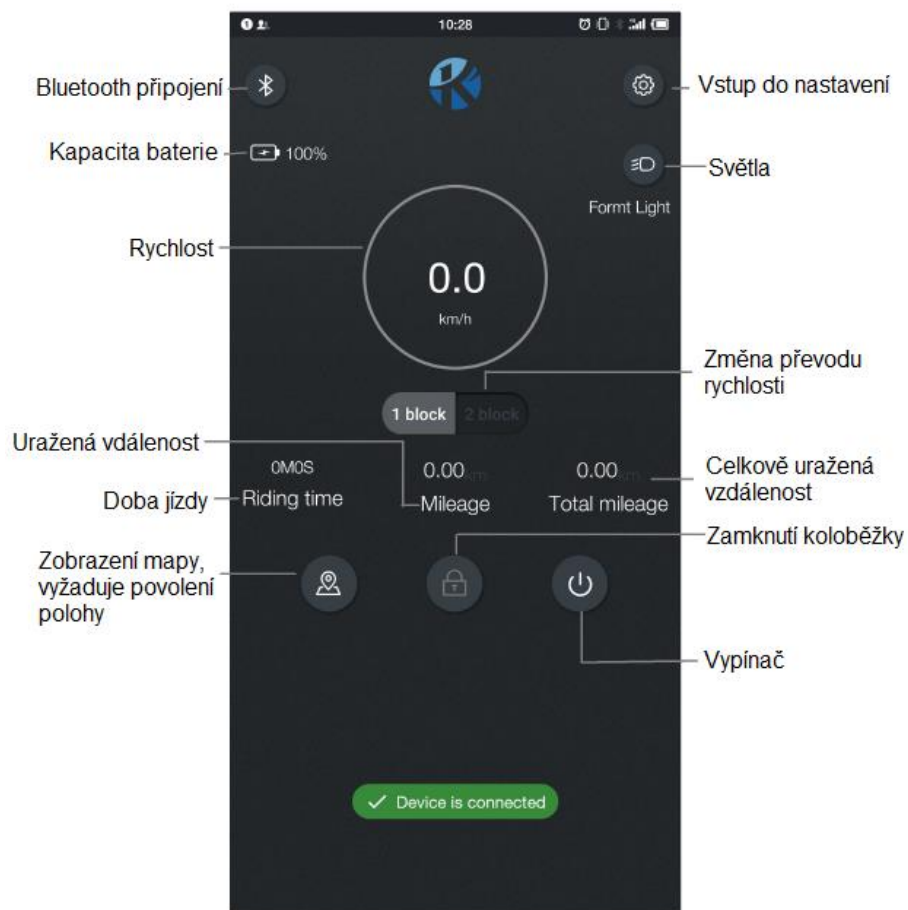 10:28
Bluetooth připojení
Vstup do nastavení
Kapacita baterie
100%
Světla
Formt Light
Rychlost
0.0
km/h
Změna převodu
rychlosti
1 block
2 block
Uražená vdálenost
0M0S
0.00 km
0.00 km
Celkově uražená
vzdálenost
Doba jízdy
Riding time
Mileage
Total mileage
Zamknutí koloběžky
Zobrazení mapy,
vyžaduje povolení
polohy
Vypínač
Device is connected